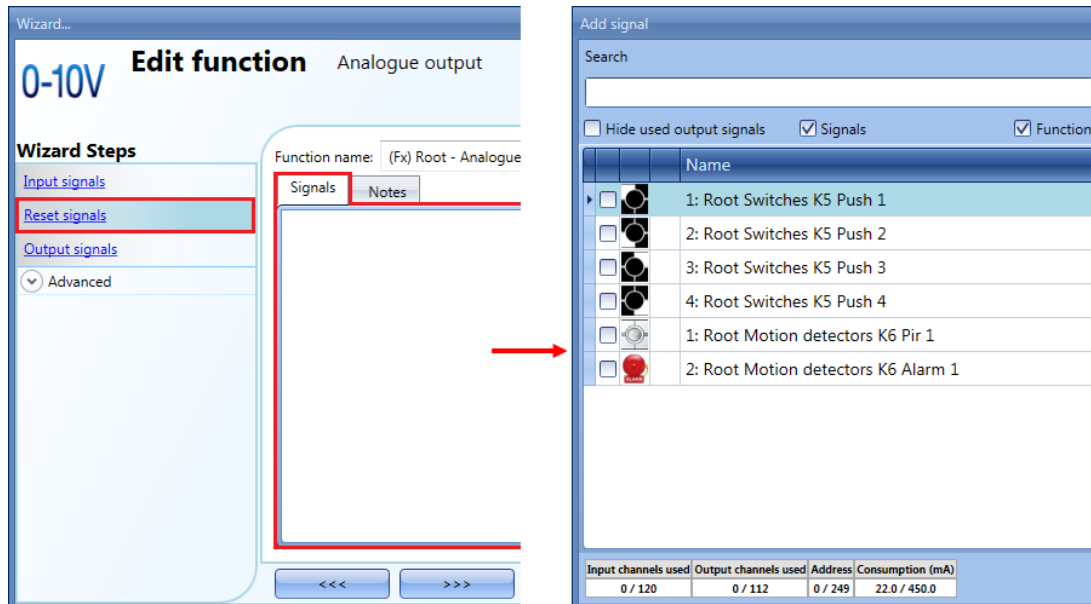 Wizard...
0-10V
Edit function Analogue output
Wizard Steps
Input signals
Reset signals
Output signals
Advanced
Function name: (Fx) Root - Analogue
Signals Notes
<<< >>>
Add signal
Search
Hide used output signals Signals Function
Name
1: Root Switches K5 Push 1
2: Root Switches K5 Push 2
3: Root Switches K5 Push 3
4: Root Switches K5 Push 4
1: Root Motion detectors K6 Pir 1
ALARM 2: Root Motion detectors K6 Alarm 1
Input channels used Output channels used Address Consumption (mA)
0 / 120 0 / 112 0 / 249 22.0 / 450.0